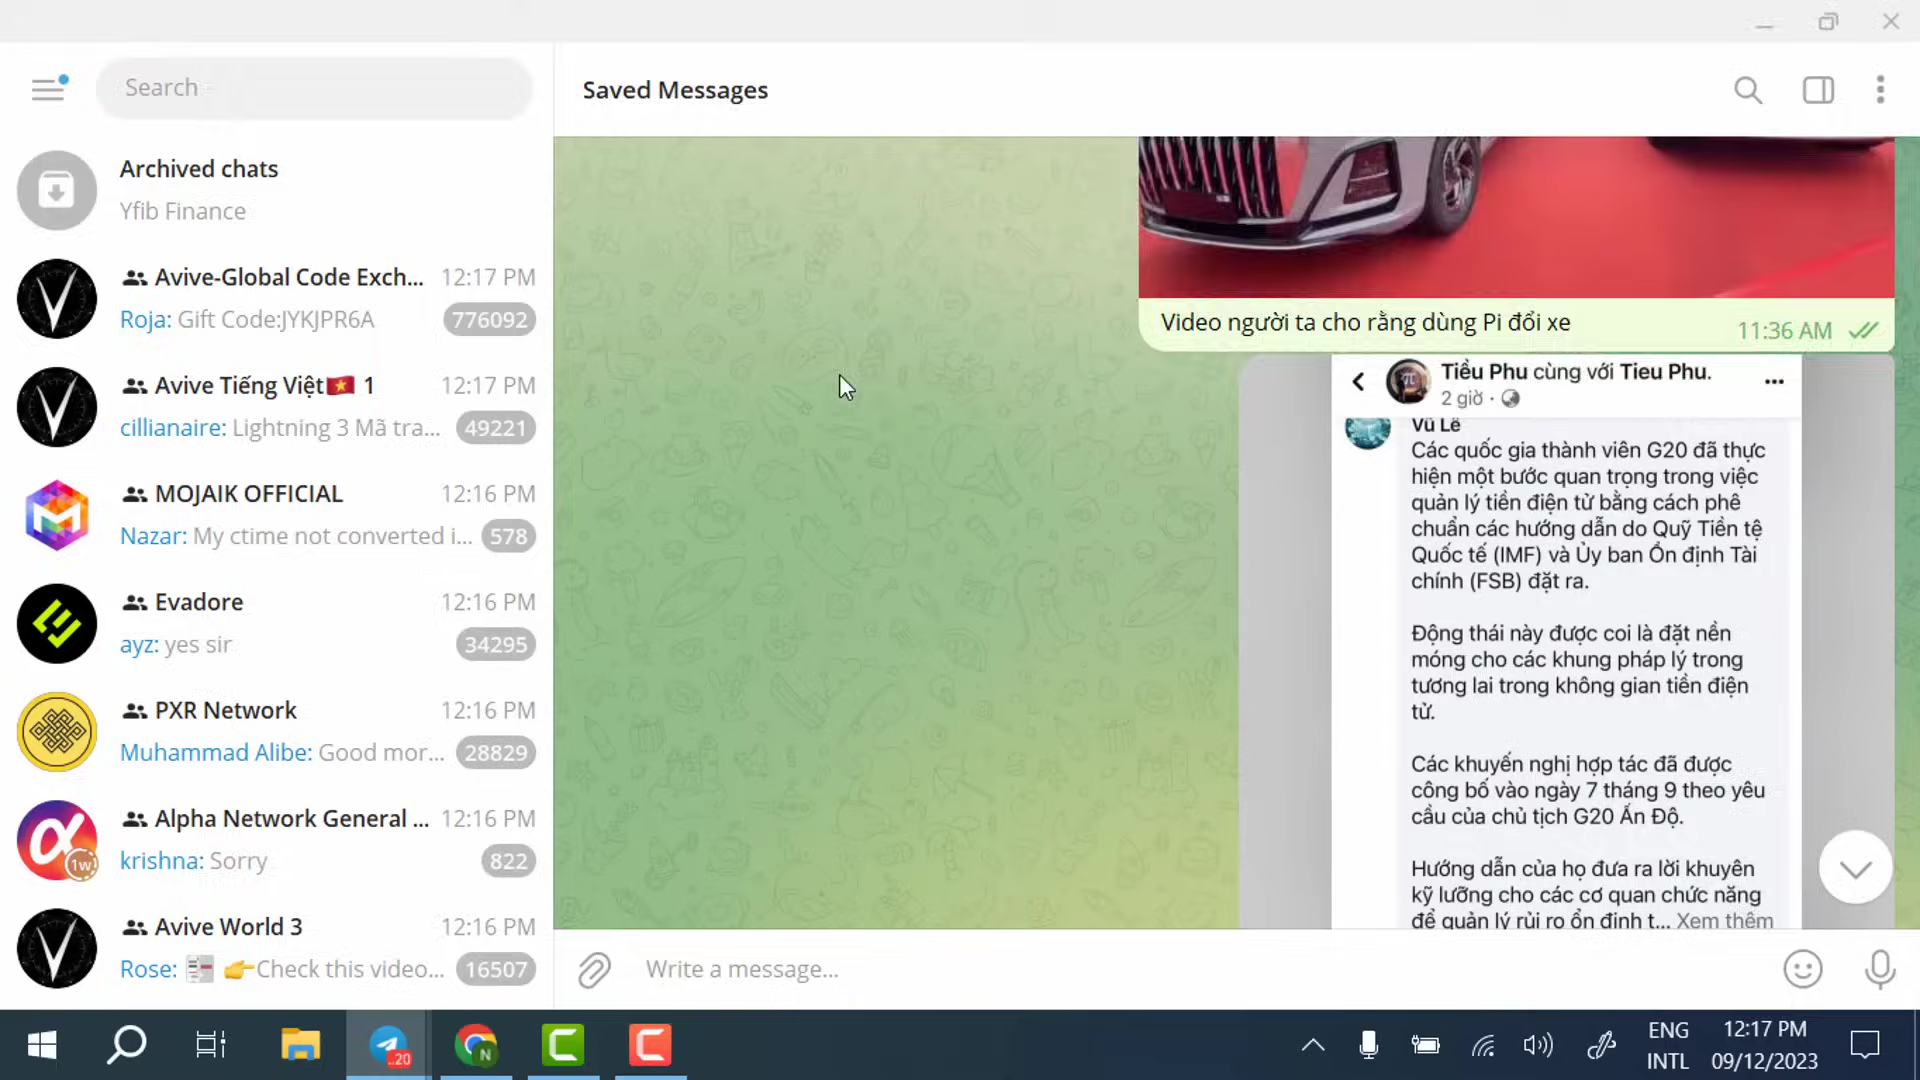 Search
Archived chats
Yfib Finance
Avive-Global Code Exch... 12:17 PM
Roja: Gift Code:JYKJPR6A 776092
Avive Tiếng Việt🇻🇳 1 12:17 PM
cillianaire: Lightning 3 Mã tra... 49221
MOJAIK OFFICIAL 12:16 PM
Nazar: My ctime not converted i... 578
Evadore 12:16 PM
ayz: yes sir 34295
PXR Network 12:16 PM
Muhammad Alibe: Good mor... 28829
Alpha Network General ... 12:16 PM
1w
krishna: Sorry 822
Avive World 3 12:16 PM
Rose: 👉Check this video... 16507
Saved Messages
Video người ta cho rằng dùng Pi đổi xe
11:36 AM
Tiều Phu cùng với Tieu Phu.
2 giờ ·
Vũ Lê
Các quốc gia thành viên G20 đã thực
hiện một bước quan trọng trong việc
quản lý tiền điện tử bằng cách phê
chuẩn các hướng dẫn do Quỹ Tiền tệ
Quốc tế (IMF) và Ủy ban Ổn định Tài
chính (FSB) đặt ra.
Động thái này được coi là đặt nền
móng cho các khung pháp lý trong
tương lai trong không gian tiền điện
tử.
Các khuyến nghị hợp tác đã được
công bố vào ngày 7 tháng 9 theo yêu
cầu của chủ tịch G20 Ấn Độ.
Hướng dẫn của họ đưa ra lời khuyên
kỹ lưỡng cho các cơ quan chức năng
để quản lý rủi ro ổn định t... Xem thêm
Write a message...
..20
N
ENG
INTL
12:17 PM
09/12/2023